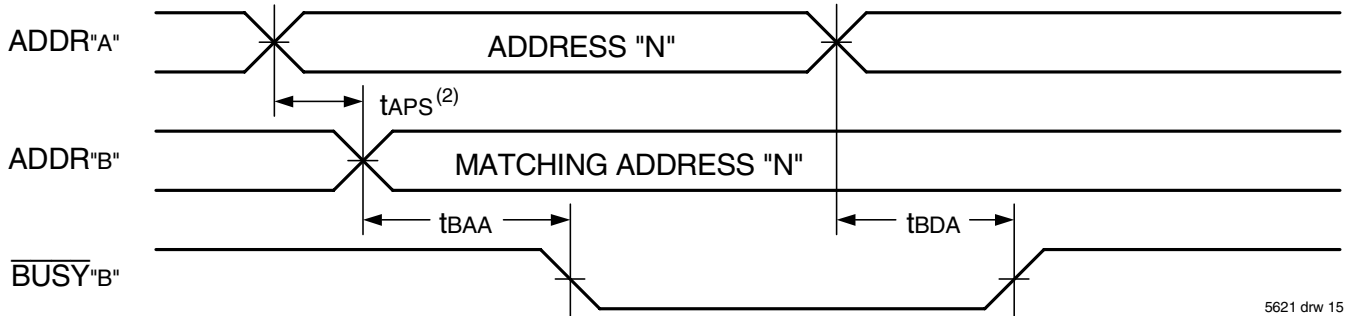 ADDR"A"
ADDRESS "N"
tAPS(2)
ADDR"B"
MATCHING ADDRESS "N"
tBAA
tBDA
BUSY"B"
5621 drw 15